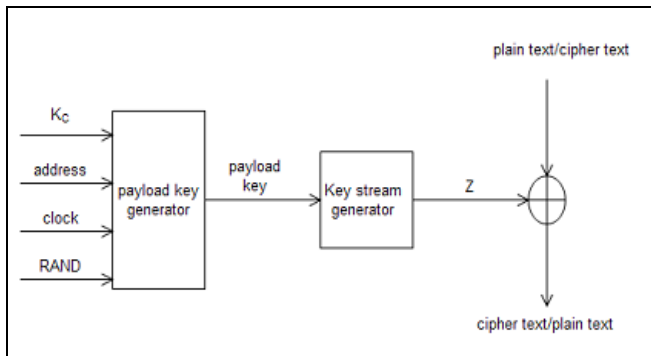 plain text/cipher text
Kc
address
clock
RAND
payload key
generator
payload
key
Key stream
generator
Z
cipher text/plain text